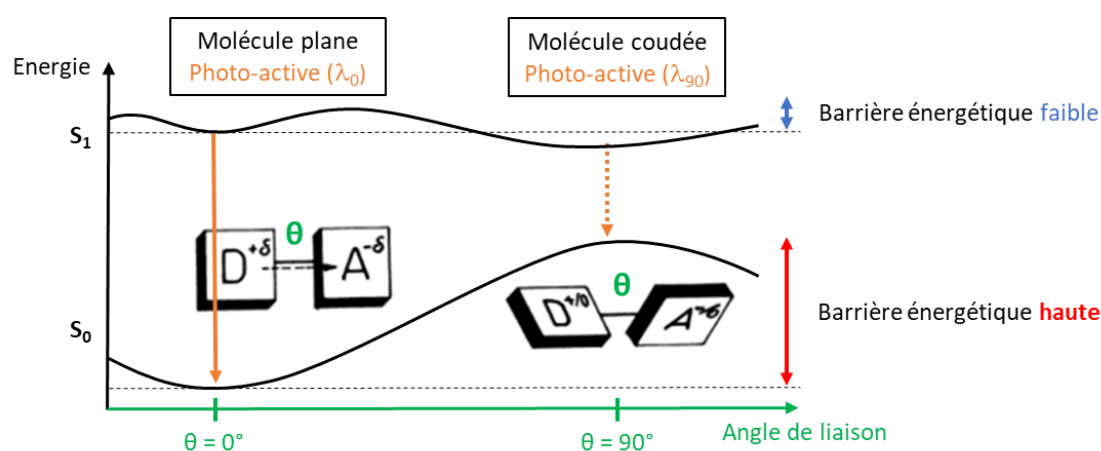 Molécule plane
Photo-active (λ0)
Molécule coudée
Photo-active (λ90)
Energie
Barrière énergétique faible
S1
θ
D+δ
A-δ
θ
D+/0
S0
Barrière énergétique haute
θ = 0°
θ = 90°
Angle de liaison